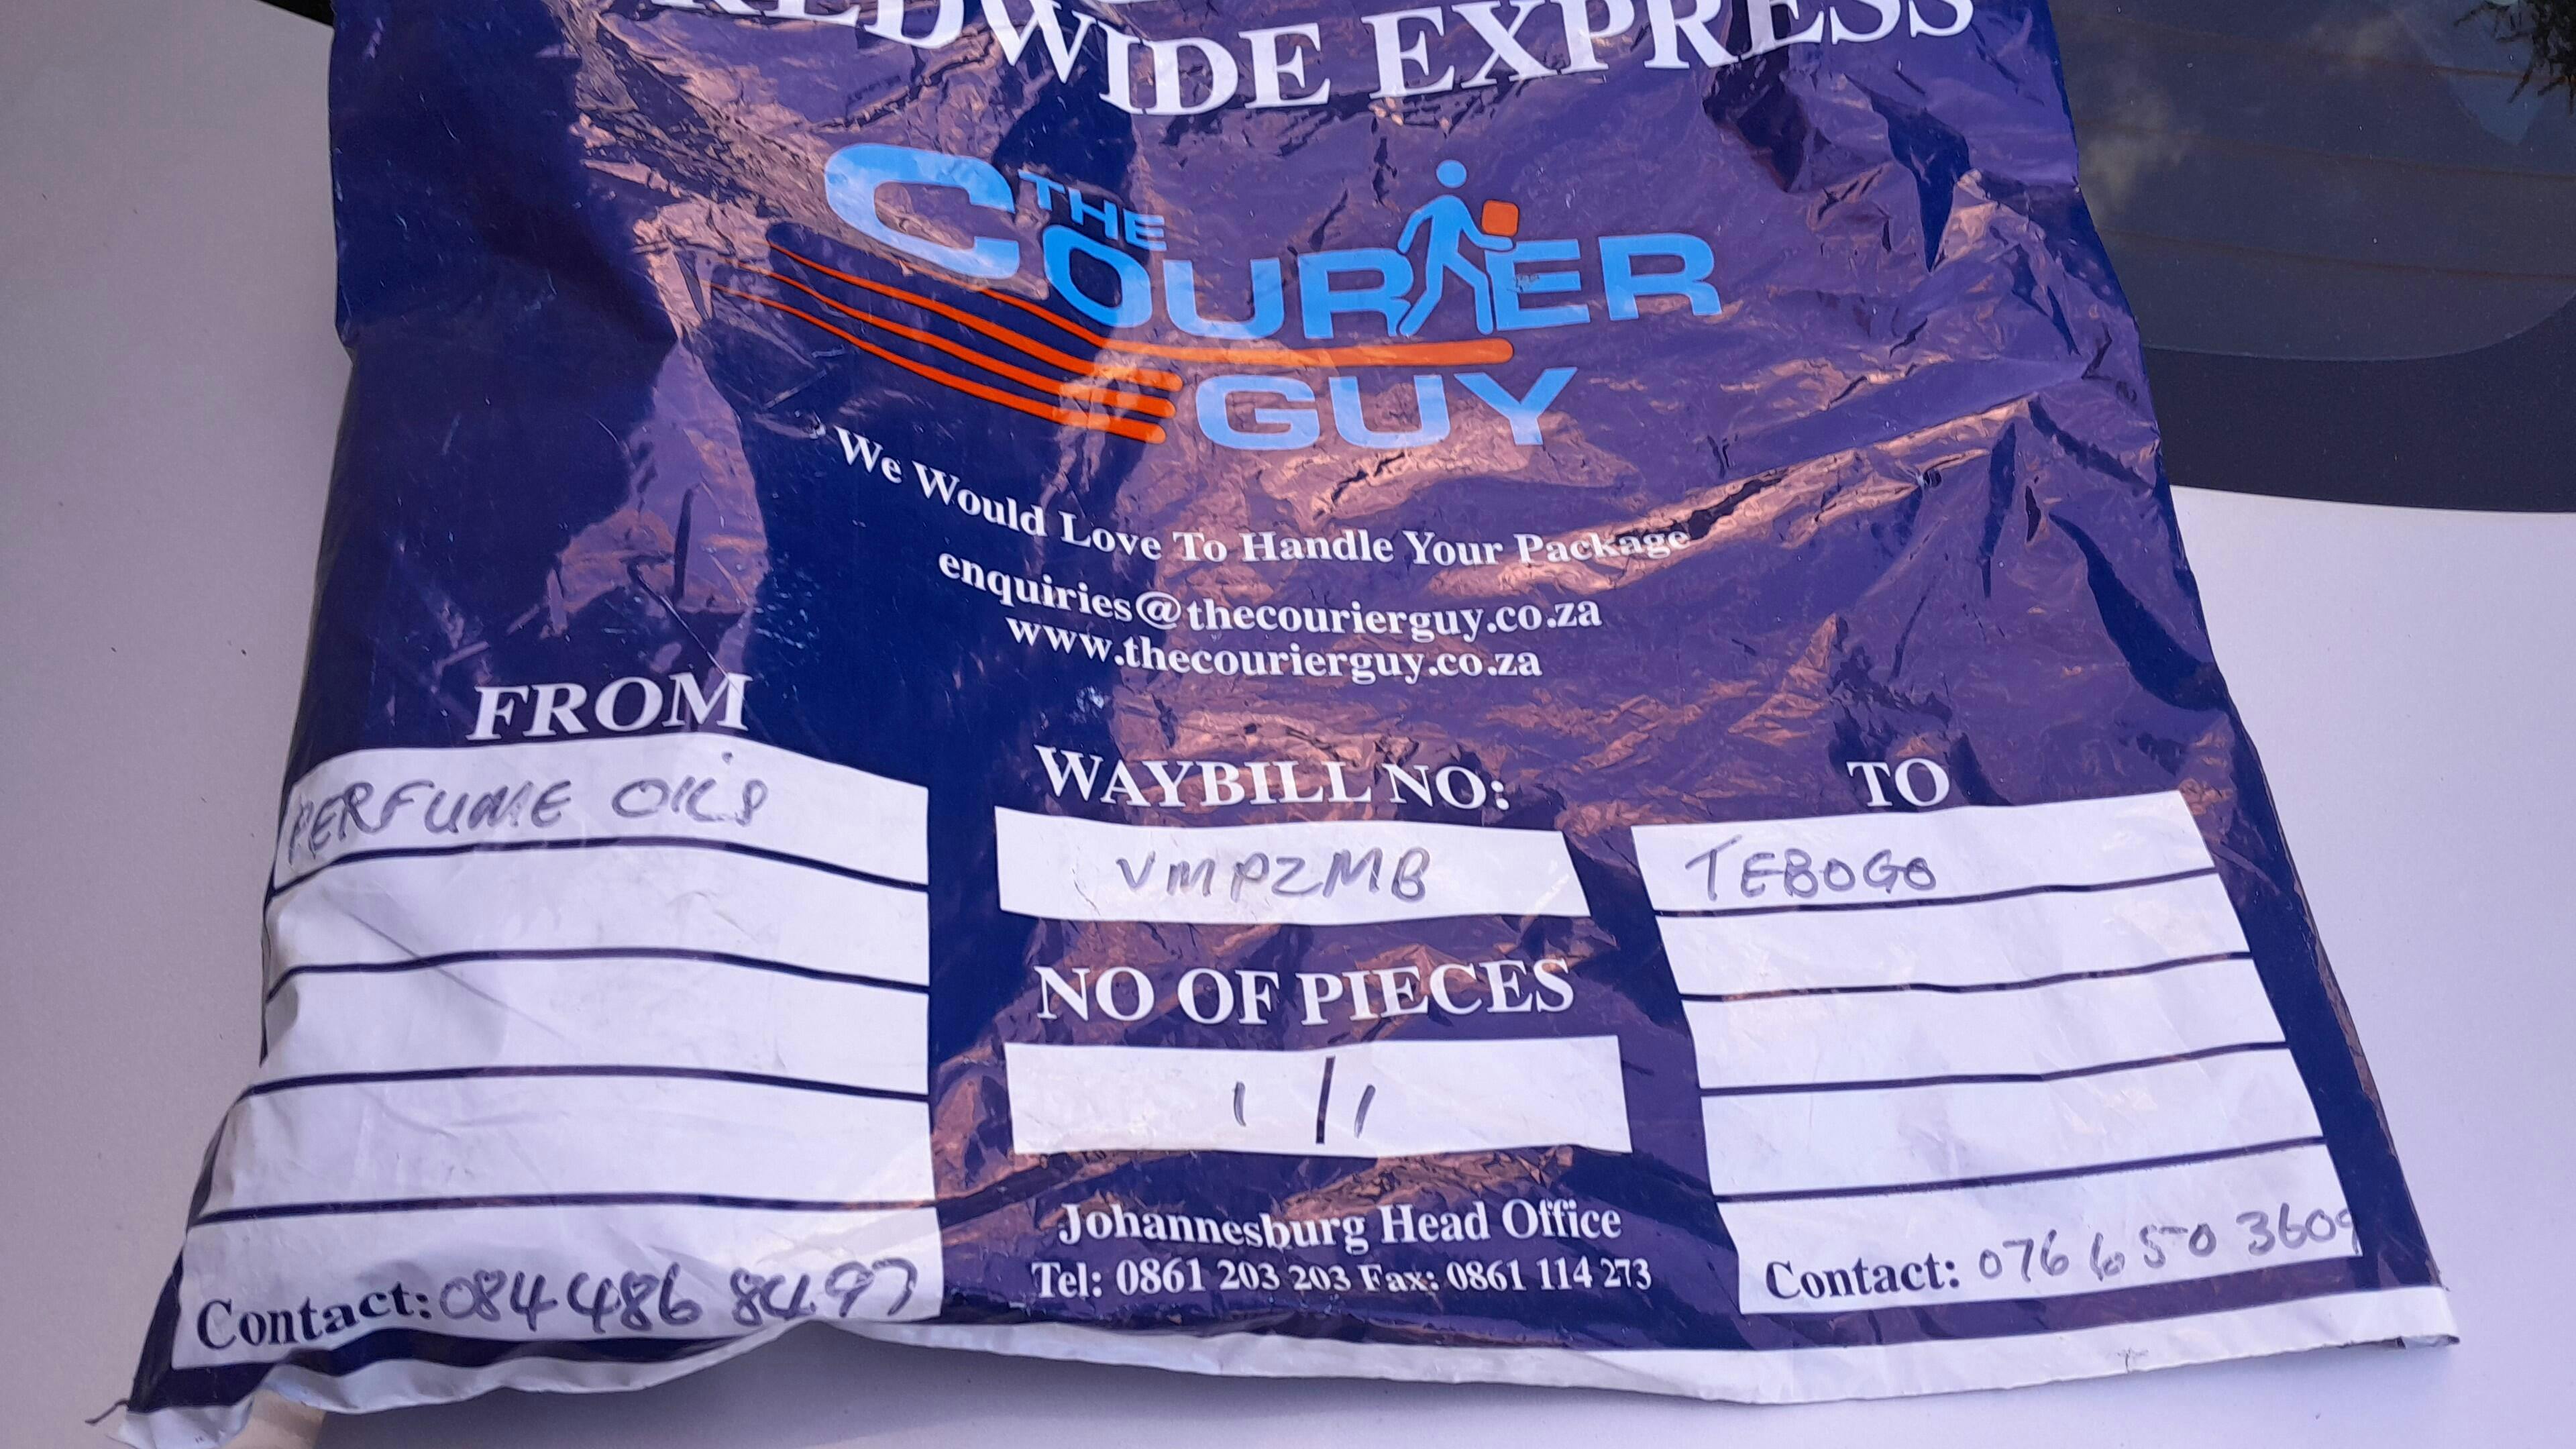 RLDWIDE EXPRESS
THE
COURIER
GUY
We Would Love To Handle Your Package
enquiries@thecourierguy.co.za
www.thecourierguy.co.za
FROM
PERFUME OILS
Contact: 084 486 8497
WAYBILL NO:
VMPZMB
NO OF PIECES
1/1
Johannesburg Head Office
Tel: 0861 203 203 Fax: 0861 114 273
TO
TEBOGO
Contact: 076 650 3609